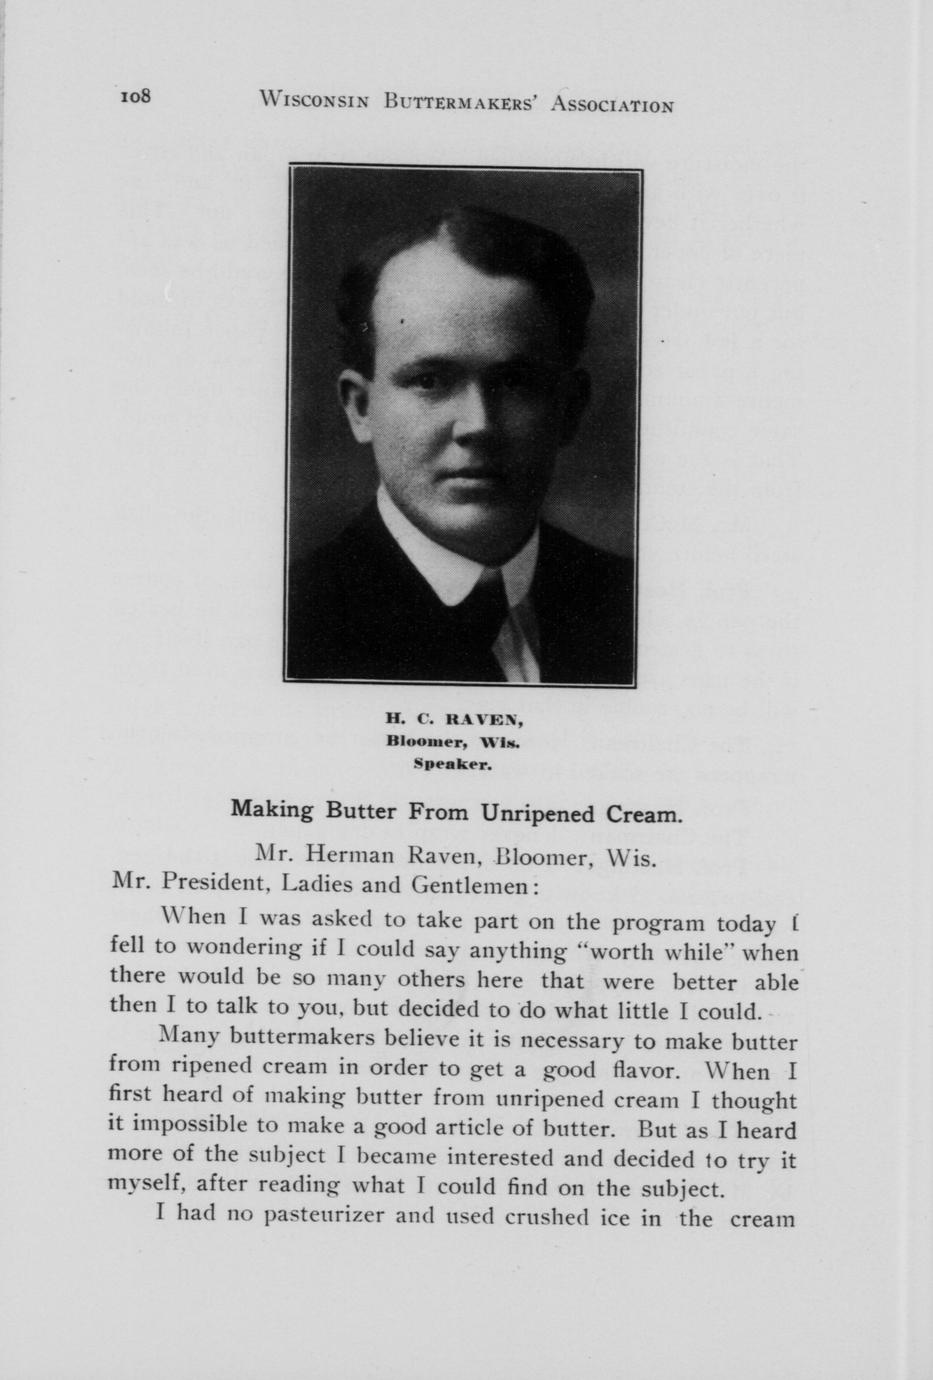 108 WISCONSIN BUTTERMAKERS' ASSOCIATION
H. C. RAVEN,
Bloomer, Wis.
Speaker.
Making Butter From Unripened Cream.
Mr. Herman Raven, Bloomer, Wis.
Mr. President, Ladies and Gentlemen:
When I was asked to take part on the program today I
fell to wondering if I could say anything “worth while” when
there would be so many others here that were better able
then I to talk to you, but decided to do what little I could.
Many buttermakers believe it is necessary to make butter
from ripened cream in order to get a good flavor. When I
first heard of making butter from unripened cream I thought
it impossible to make a good article of butter. But as I heard
more of the subject I became interested and decided to try it
myself, after reading what I could find on the subject.
I had no pasteurizer and used crushed ice in the cream